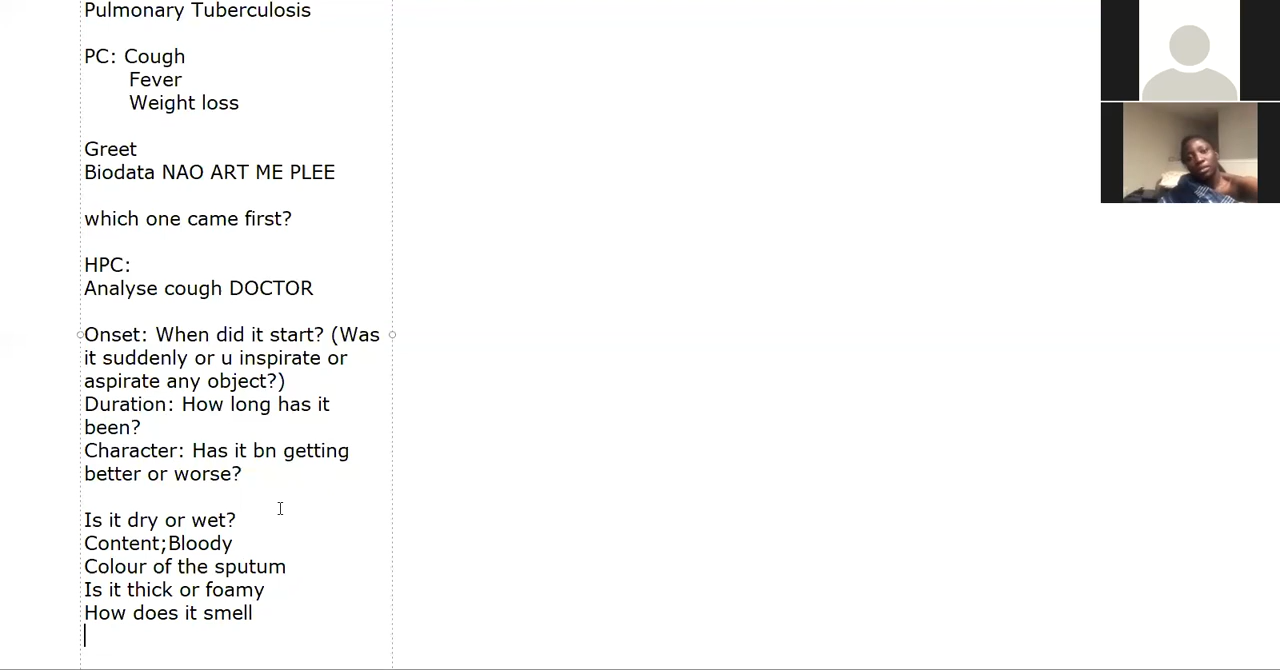 Pulmonary Tuberculosis
PC: Cough
Fever
Weight loss
Greet
Biodata NAO ART ME PLEE
which one came first?
HPC:
Analyse cough DOCTOR
Onset: When did it start? (Was
it suddenly or u inspirate or
aspirate any object?)
Duration: How long has it
been?
Character: Has it bn getting
better or worse?
Is it dry or wet?
Content;Bloody
Colour of the sputum
Is it thick or foamy
How does it smell